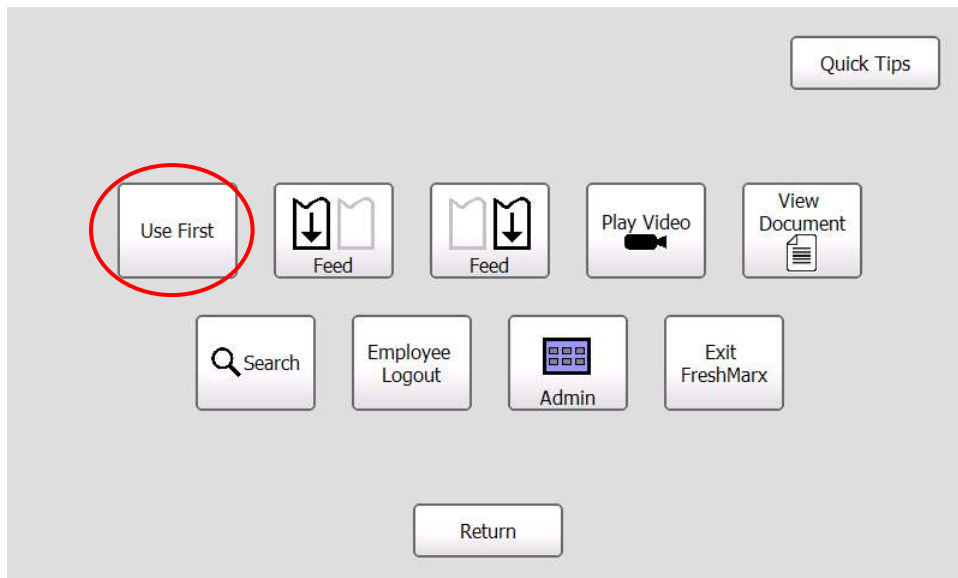 Quick Tips
Use First
Feed
Feed
Play Video
View
Document
Search
Employee
Logout
Admin
Exit
FreshMarx
Return